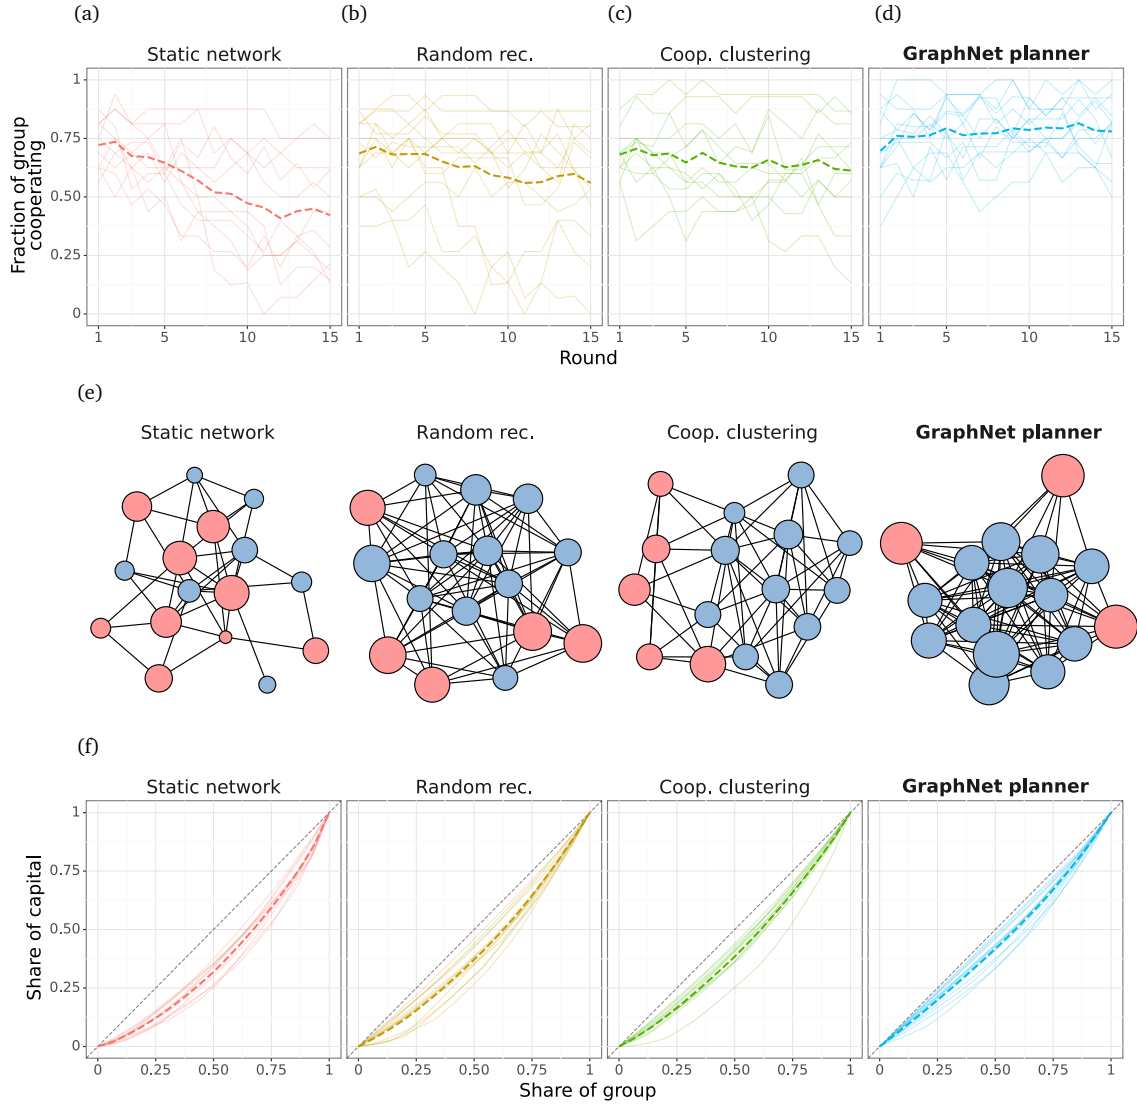 (a)
(b)
(c)
(d)
Static network
Random rec.
Coop. clustering
GraphNet planner
Fraction of group
cooperating
1
0.75
0.50
0.25
0
1 5 10 15
1 5 10 15
1 5 10 15
1 5 10 15
Round
(e)
Static network
Random rec.
Coop. clustering
GraphNet planner
(f)
Static network
Random rec.
Coop. clustering
GraphNet planner
Share of capital
1
0.75
0.50
0.25
0
0 0.25 0.50 0.75 1
0 0.25 0.50 0.75 1
0 0.25 0.50 0.75 1
0 0.25 0.50 0.75 1
Share of group